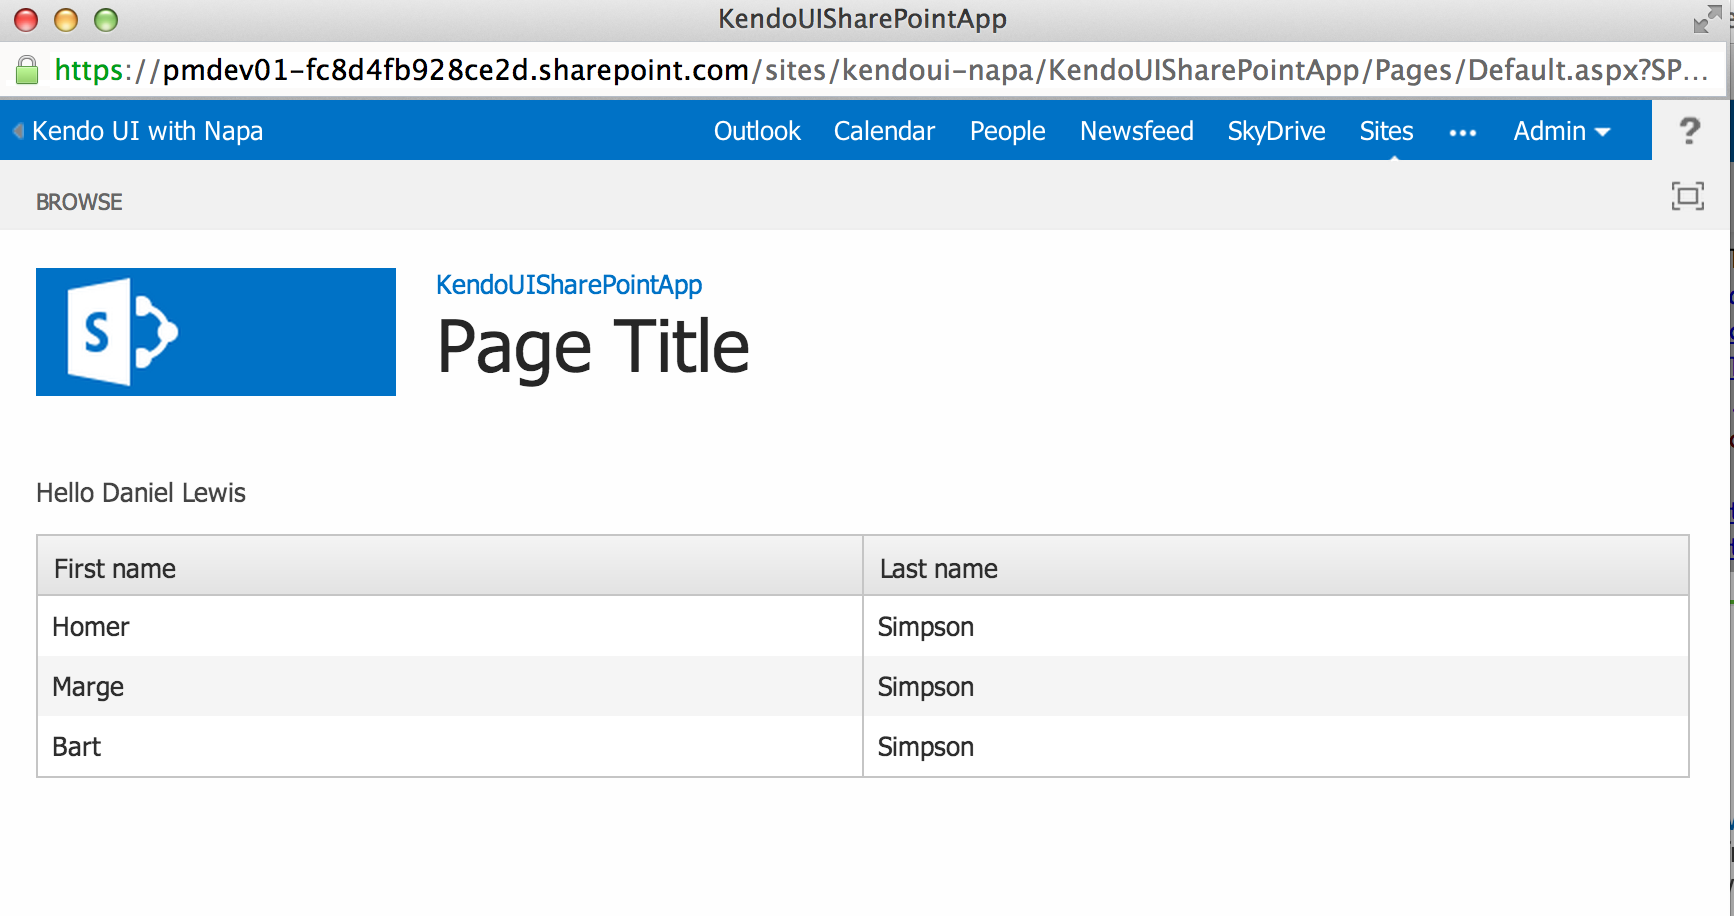 KendoUISharePointApp
https://pmdev01-fc8d4fb928ce2d.sharepoint.com/sites/kendoui-napa/KendoUISharePointApp/Pages/Default.aspx?SP...
Kendo UI with Napa Outlook Calendar People Newsfeed SkyDrive Sites ••• Admin ?
BROWSE
S
KendoUISharePointApp
Page Title
Hello Daniel Lewis
First name Last name
Homer Simpson
Marge Simpson
Bart Simpson